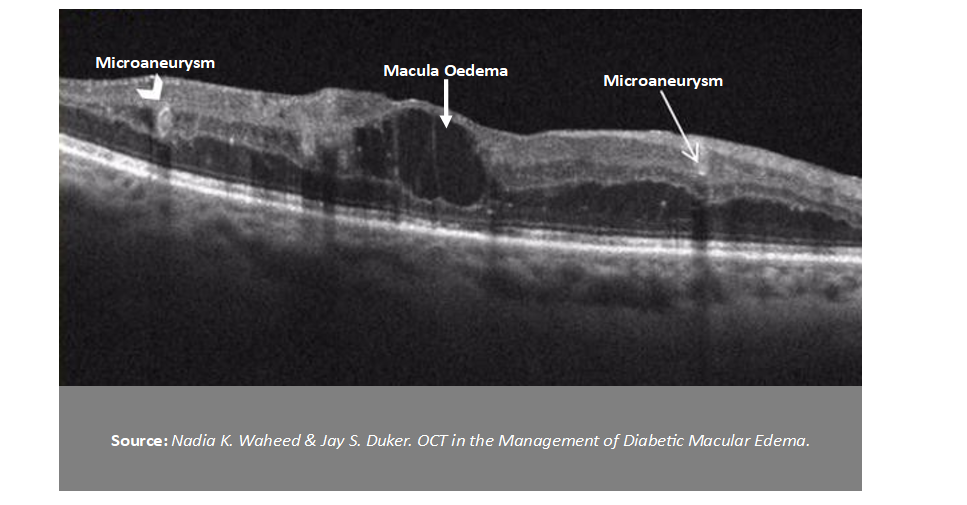 Microaneurysm
Macula Oedema
Microaneurysm
Source: Nadia K. Waheed & Jay S. Duker. OCT in the Management of Diabetic Macular Edema.